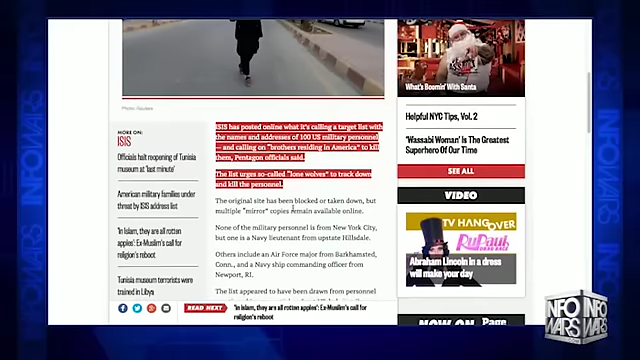 Photo: Reuters
MORE ON:
ISIS
Officials halt reopening of Tunisia
museum at 'last minute'
American military families under
threat by ISIS address list
'In Islam, they are all rotten
apples': Ex-Muslim's call for
religion's reboot
Tunisia museum terrorists were
trained in Libya
ISIS has posted online what it's calling a target list with
the names and addresses of 100 US military personnel
— and calling on "brothers residing in America" to kill
them, Pentagon officials said.
The list urges so-called "lone wolves" to track down
and kill the personnel.
The original site has been blocked or taken down, but
multiple "mirror" copies remain available online.
None of the military personnel is from New York City,
but one is a Navy lieutenant from upstate Hillsdale.
Others include an Air Force major from Barkhamsted,
Conn., and a Navy ship commanding officer from
Newport, RI.
The list appeared to have been drawn from personnel
READ NEXT
'In Islam, they are all rotten apples': Ex-Muslim's call for
religion's reboot
What's Boomin' With Santa
Helpful NYC Tips, Vol. 2
'Wassabi Woman' Is The Greatest
Superhero Of Our Time
SEE ALL
VIDEO
TV HANGOVER
RuPaul
Abraham Lincoln in a dress
will make your day
NOW ON Page
INFOWARS
INFO
WARS
INFO
WARS